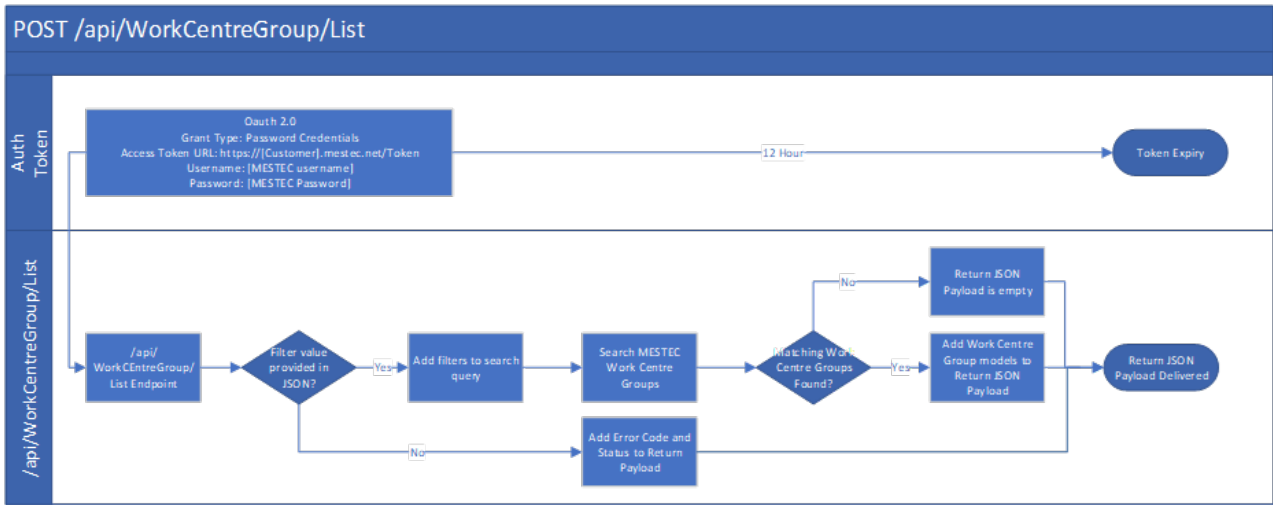 POST /api/WorkCentreGroup/List
Auth
Token
Oauth 2.0
Grant Type: Password Credentials
Access Token URL: https://[Customer].mestec.net/Token
Username: [MESTEC username]
Password: [MESTEC Password]
12 Hour
Token Expiry
/api/WorkCentreGroup/List
/api/
WorkCEntreGroup/
List Endpoint
Filter value
provided in
JSON?
Yes
Add filters to search
query
Search MESTEC
Work Centre
Groups
Matching Work
Centre Groups
Found?
No
Return JSON
Payload is empty
Yes
Add Work Centre
Group models to
Return JSON
Payload
Return JSON
Payload Delivered
No
Add Error Code and
Status to Return
Payload